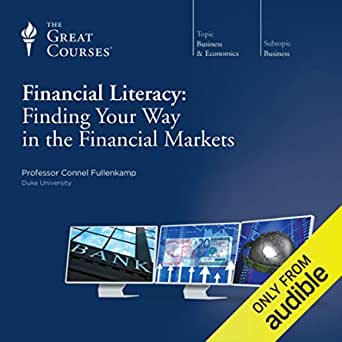 THE
GREAT
COURSES®
Topic
Business
& Economics
Subtopic
Business
Financial Literacy:
Finding Your Way
in the Financial Markets
Professor Connel Fullenkamp
Duke University
BANK
20
ONLY FROM
audible